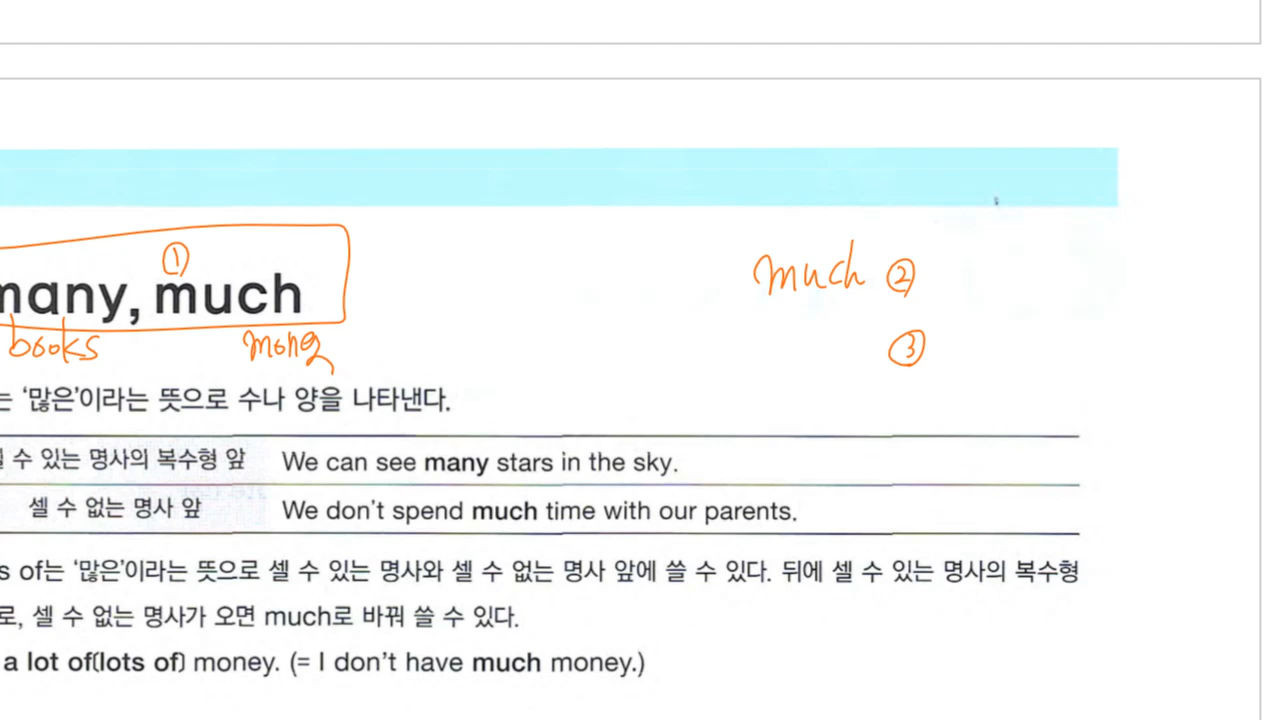 ①
many, much
much ②
books
③
는 '많은'이라는 뜻으로 수나 양을 나타낸다.
수 있는 명사의 복수형 앞 We can see many stars in the sky.
셀 수 없는 명사 앞 We don't spend much time with our parents.
s of는 '많은'이라는 뜻으로 셀 수 있는 명사와 셀 수 없는 명사 앞에 쓸 수 있다. 뒤에 셀 수 있는 명사의 복수형
로, 셀 수 없는 명사가 오면 much로 바꿔 쓸 수 있다.
a lot of(lots of) money. (= I don't have much money.)